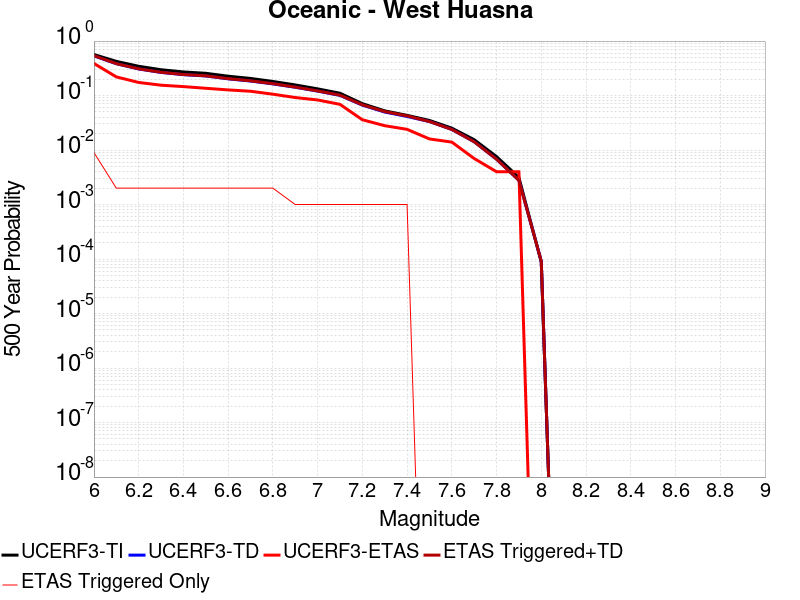 Oceanic - West Huasna
10^0
10^-1
10^-2
10^-3
10^-4
10^-5
10^-6
10^-7
10^-8
500 Year Probability
6 6.2 6.4 6.6 6.8 7 7.2 7.4 7.6 7.8 8 8.2 8.4 8.6 8.8 9
Magnitude
UCERF3-TI UCERF3-TD UCERF3-ETAS ETAS Triggered+TD
ETAS Triggered Only